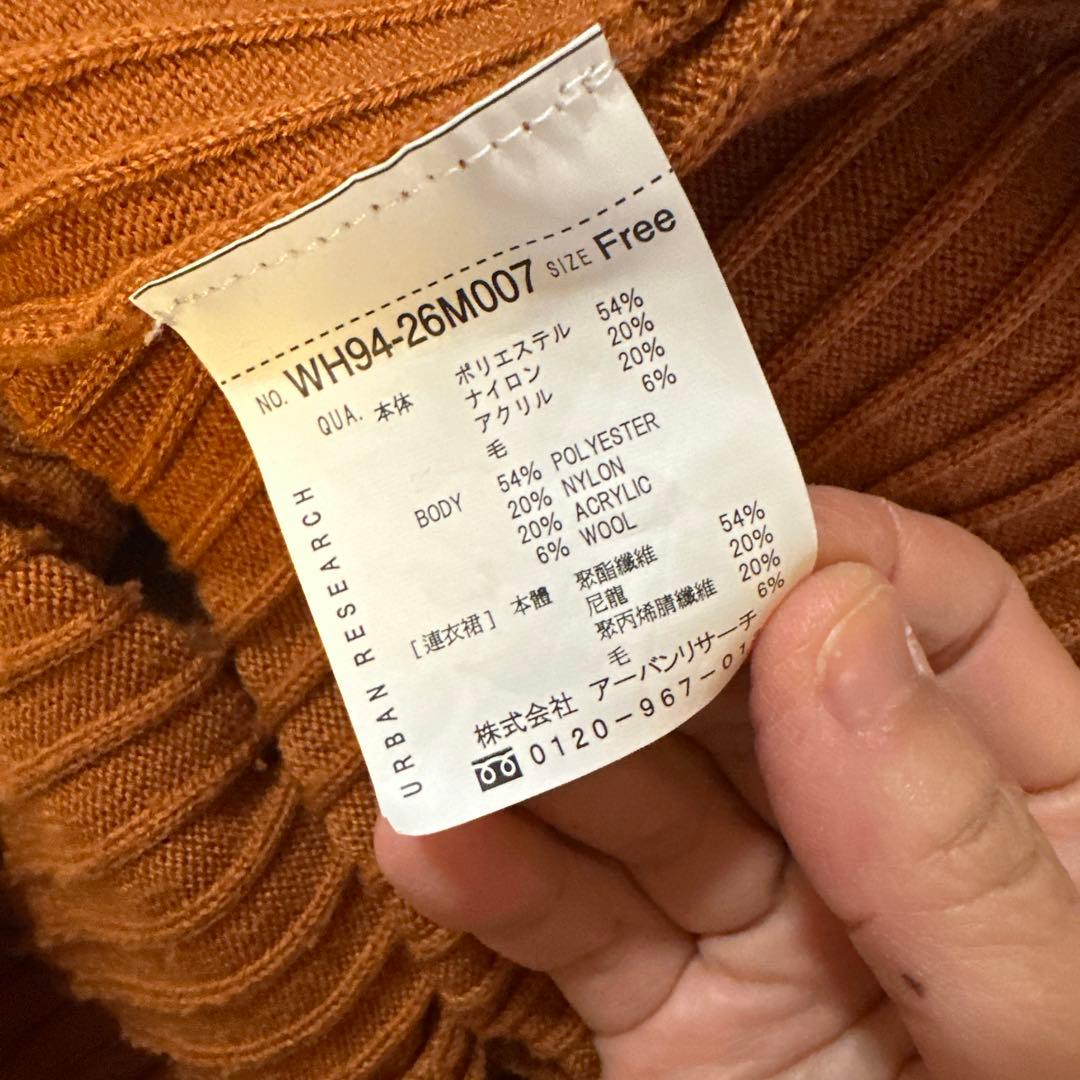 NO. WH94-26M007 SIZE Free
QUA. 本体 ポリエステル 54%
ナイロン 20%
アクリル 20%
毛 6%
BODY 54% POLYESTER
20% NYLON
20% ACRYLIC
6% WOOL
[連衣裙] 本體 聚酯纖維 54%
尼龍 20%
聚丙烯腈纖維 20%
毛 6%
株式会社 アーバンリサーチ
0120-967-01
URBAN RESEARCH